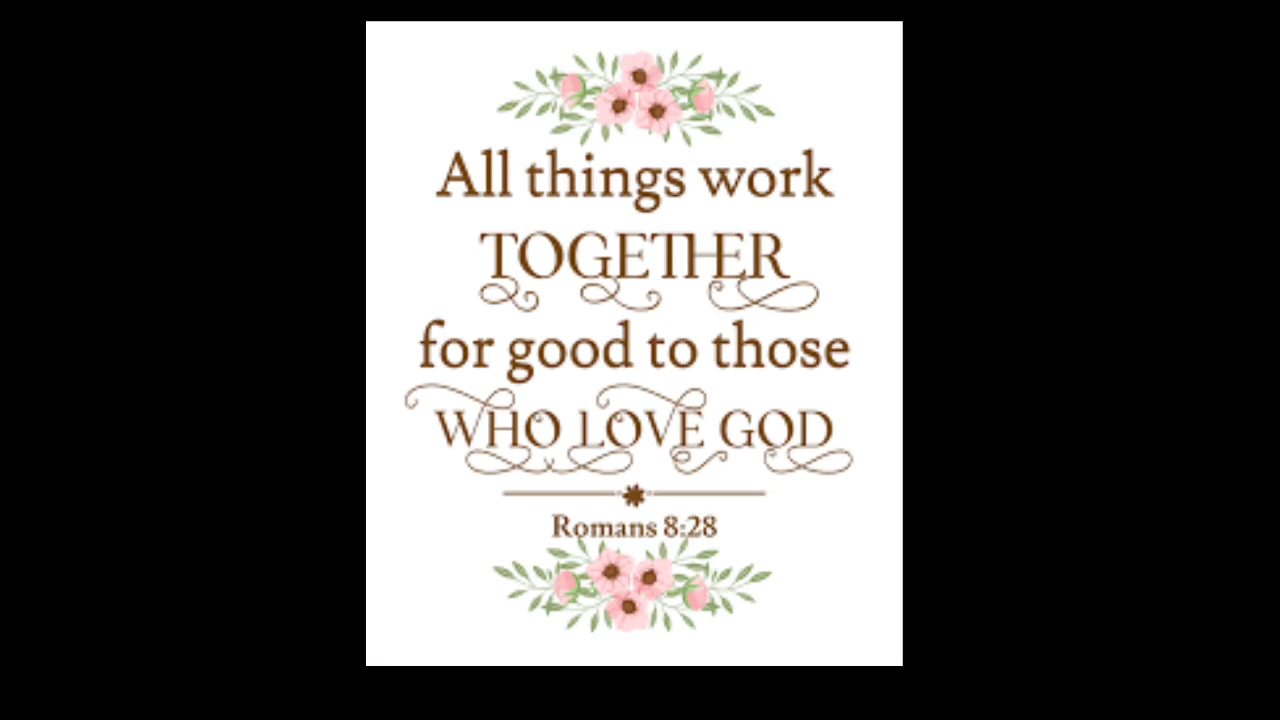 All things work
TOGETHER
for good to those
WHO LOVE GOD
Romans 8:28